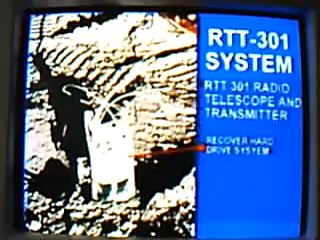 RTT-301
SYSTEM
RTT 301 RADIO
TELESCOPE AND
TRANSMITTER
RECOVER HARD
DRIVE SYSYEM